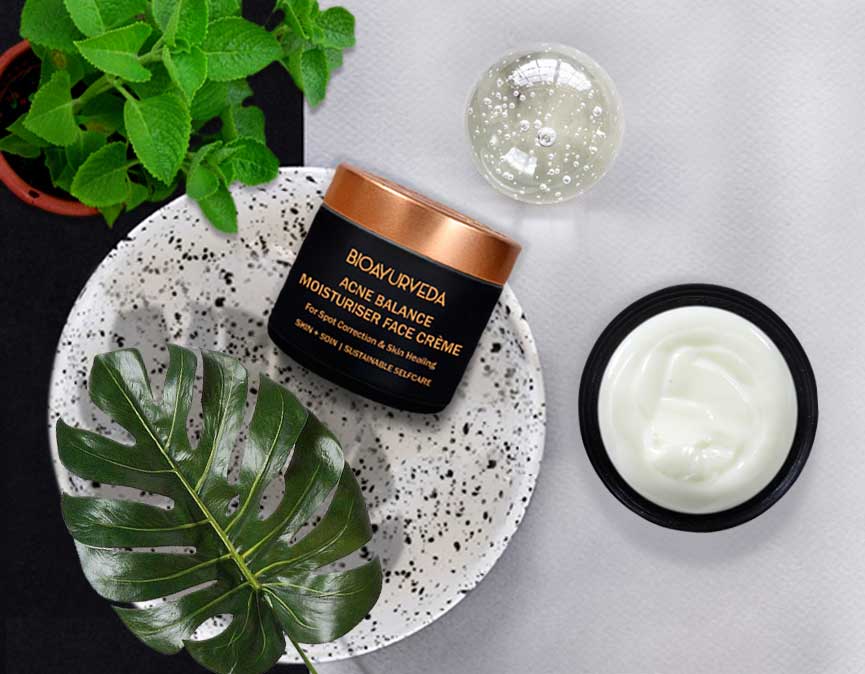 BIOAYURVEDA
ACNE BALANCE
MOISTURISER FACE CRÈME
For Spot Correction & Skin Healing
SKIN + SOIN | SUSTAINABLE SELFCARE